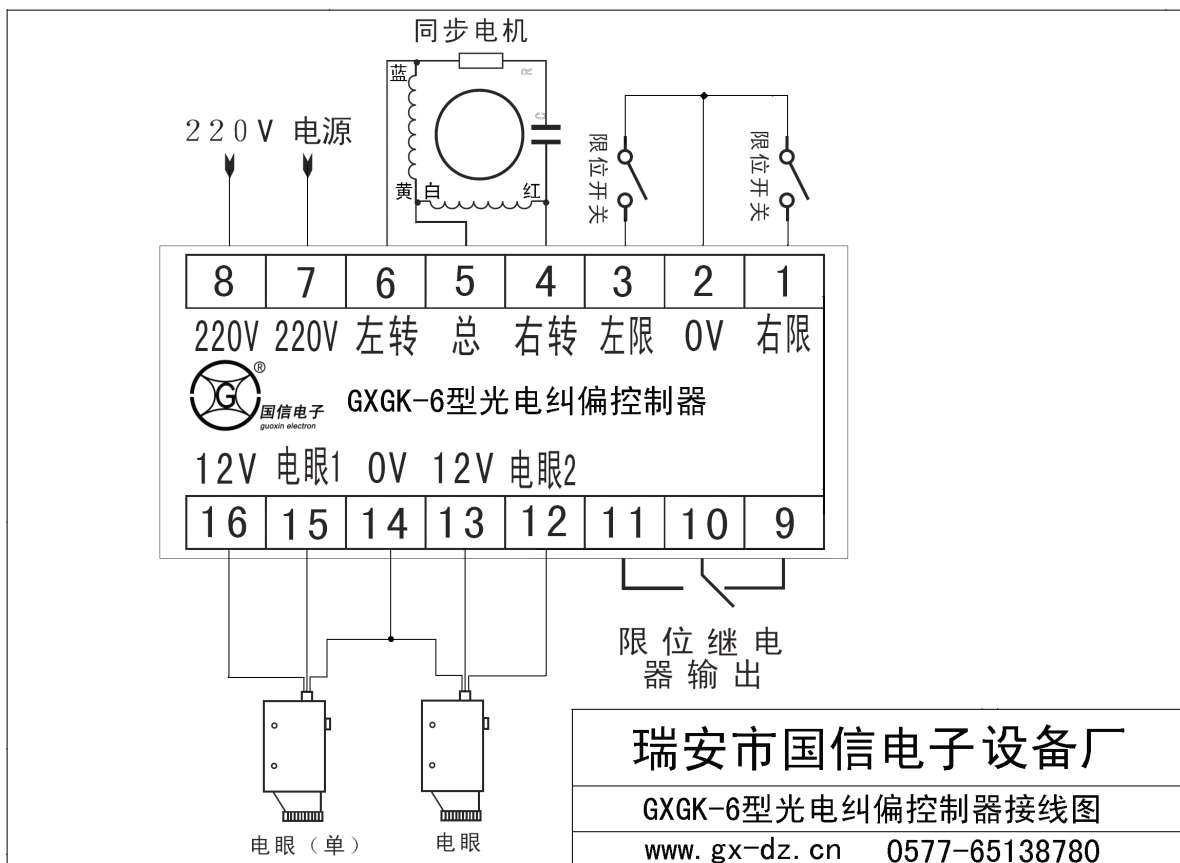 同步电机
蓝
R
C
220V 电源
黄
白
红
限位开关
限位开关
8 7 6 5 4 3 2 1
220V 220V 左转 总 右转 左限 0V 右限
G
®
国信电子
guoxin electron
GXGK-6型光电纠偏控制器
12V 电眼1 0V 12V 电眼2
16 15 14 13 12 11 10 9
限位继电
器输出
电眼（单）
电眼
瑞安市国信电子设备厂
GXGK-6型光电纠偏控制器接线图
www.gx-dz.cn 0577-65138780